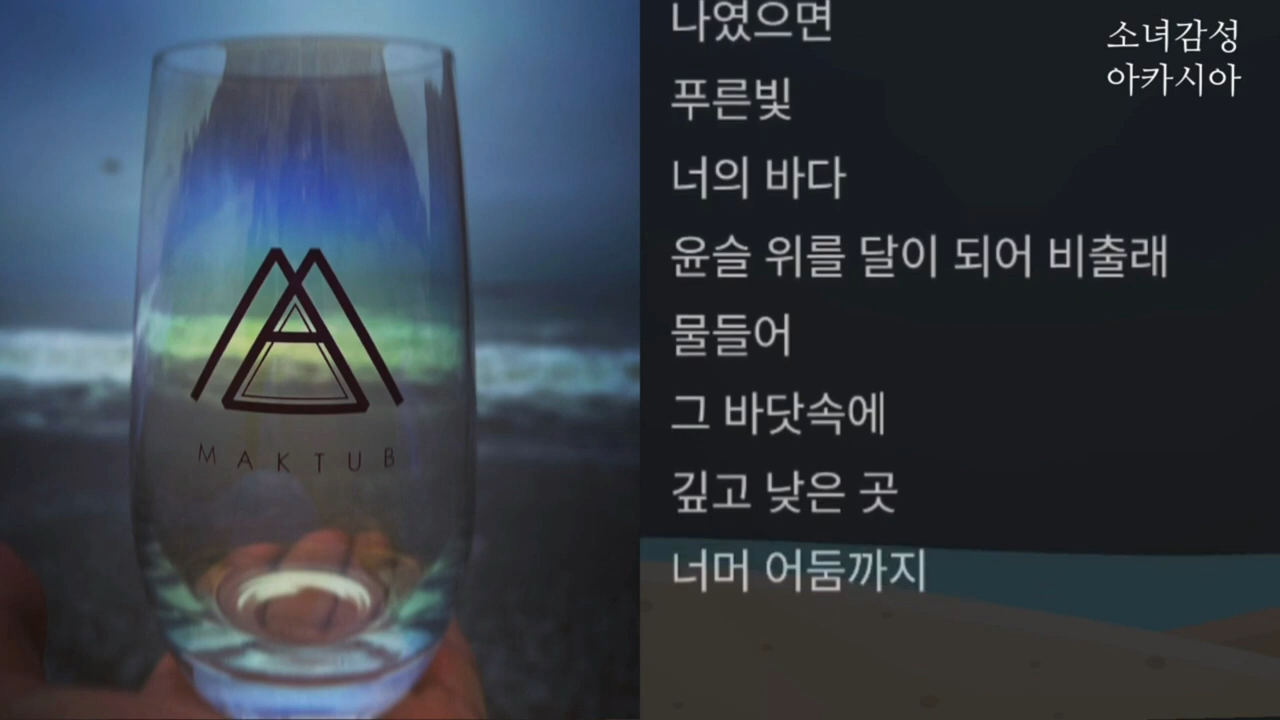 MAKTUB
나였으면
푸른빛
너의 바다
윤슬 위를 달이 되어 비출래
물들어
그 바닷속에
깊고 낮은 곳
너머 어둠까지
소녀감성
아카시아